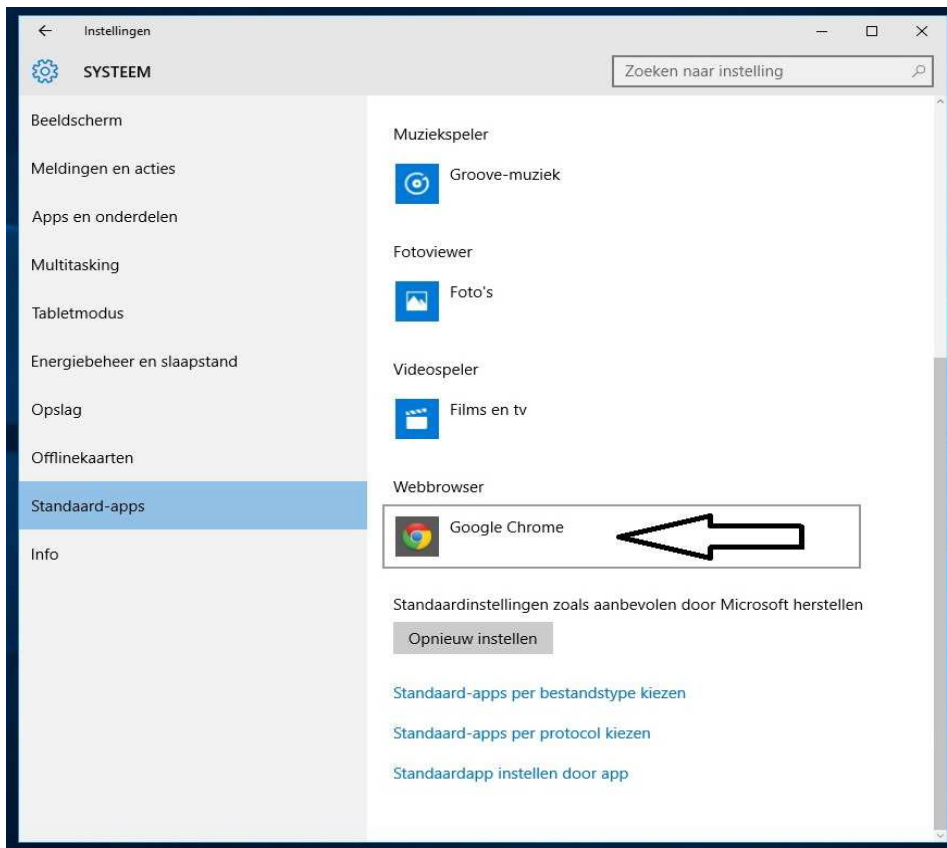 Instellingen
SYSTEEM
Zoeken naar instelling
Beeldscherm
Meldingen en acties
Apps en onderdelen
Multitasking
Tabletmodus
Energiebeheer en slaapstand
Opslag
Offlinekaarten
Standaard-apps
Info
Muziekspeler
Groove-muziek
Fotoviewer
Foto's
Videospeler
Films en tv
Webbrowser
Google Chrome
Standaardinstellingen zoals aanbevolen door Microsoft herstellen
Opnieuw instellen
Standaard-apps per bestandstype kiezen
Standaard-apps per protocol kiezen
Standaardapp instellen door app